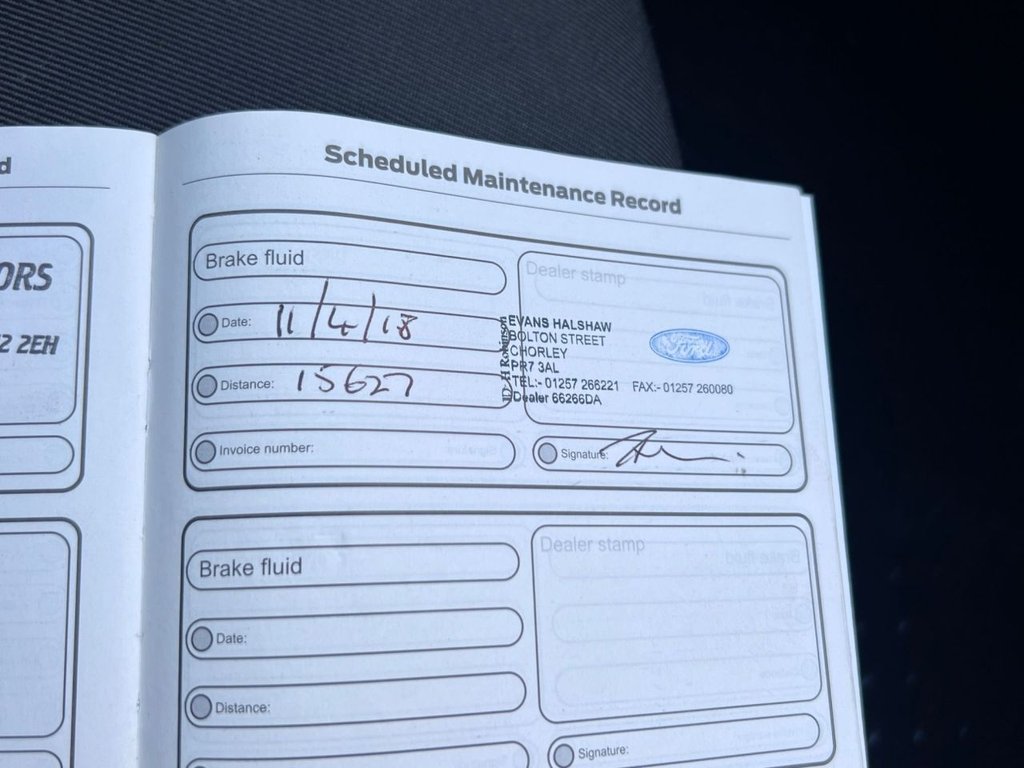 d
ORS
2 2EH
Scheduled Maintenance Record
Brake fluid
Date: 11/4/18
Distance: 15627
Invoice number:
Dealer stamp
EVANS HALSHAW
BOLTON STREET
CHORLEY
PR7 3AL
TEL:- 01257 266221 FAX:- 01257 260080
Dealer 66266DA
Ford
Signature:
Brake fluid
Date:
Distance:
Dealer stamp
Signature: